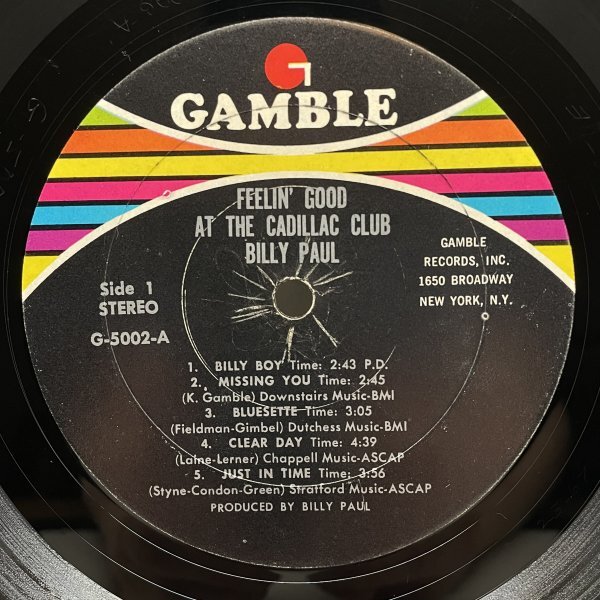 GAMBLE
FEELIN' GOOD
AT THE CADILLAC CLUB
BILLY PAUL
Side 1
STEREO
G-5002-A
GAMBLE
RECORDS, INC.
1650 BROADWAY
NEW YORK, N.Y.
1. BILLY BOY Time: 2:43 P.D.
2. MISSING YOU Time: 2:45
(K. Gamble) Downstairs Music-BMI
3. BLUESETTE Time: 3:05
(Fieldman-Gimbel) Dutchess Music-BMI
4. CLEAR DAY Time: 4:39
(Laine-Lerner) Chappell Music-ASCAP
5. JUST IN TIME Time: 3:56
(Styne-Condon-Green) Stratford Music-ASCAP
PRODUCED BY BILLY PAUL